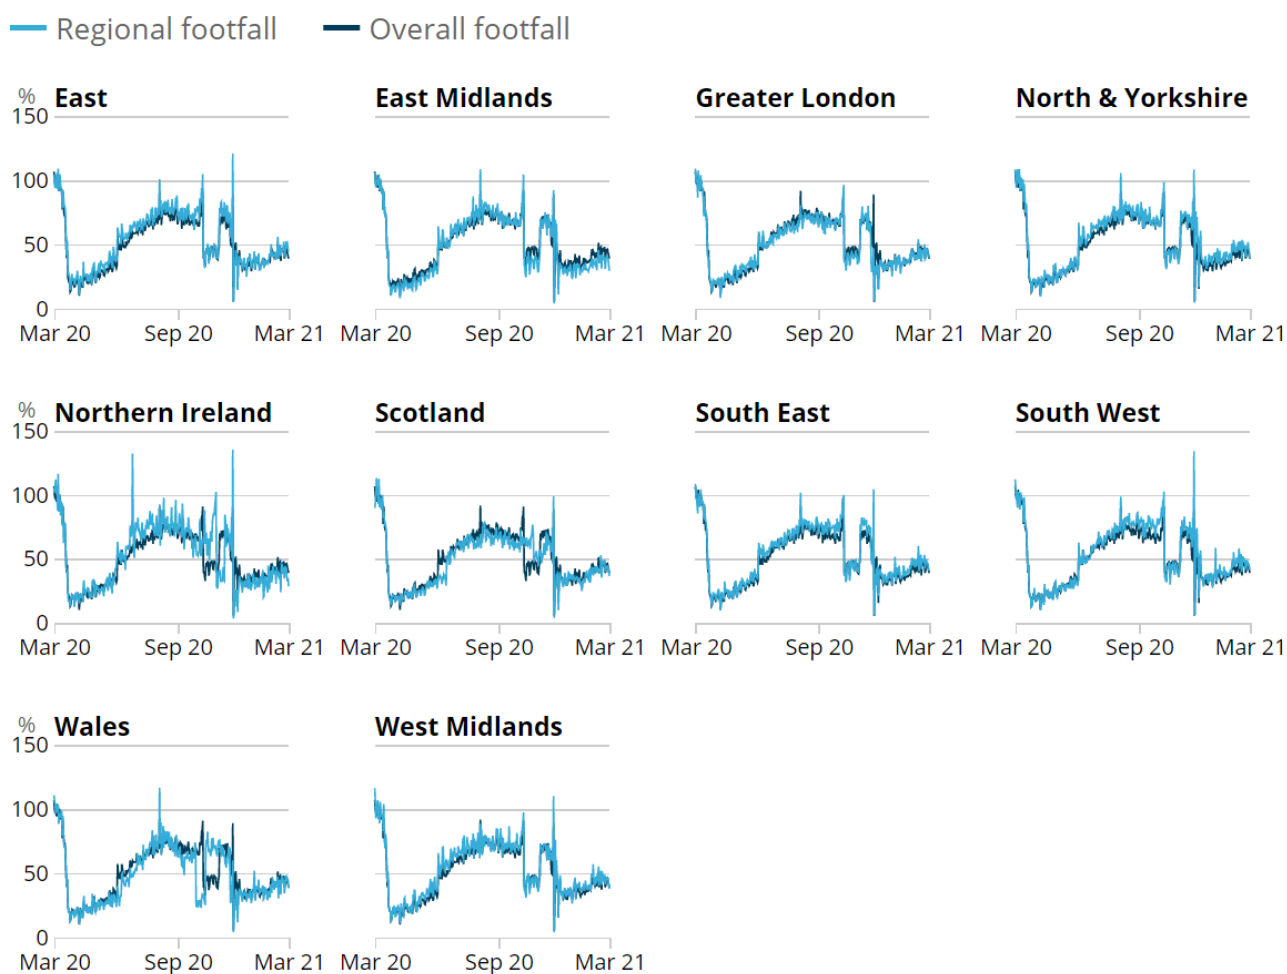 Regional footfall Overall footfall
% East East Midlands Greater London North & Yorkshire
150
100
50
0
Mar 20 Sep 20 Mar 21 Mar 20 Sep 20 Mar 21 Mar 20 Sep 20 Mar 21 Mar 20 Sep 20 Mar 21
% Northern Ireland Scotland South East South West
150
100
50
0
Mar 20 Sep 20 Mar 21 Mar 20 Sep 20 Mar 21 Mar 20 Sep 20 Mar 21 Mar 20 Sep 20 Mar 21
% Wales West Midlands
150
100
50
0
Mar 20 Sep 20 Mar 21 Mar 20 Sep 20 Mar 21